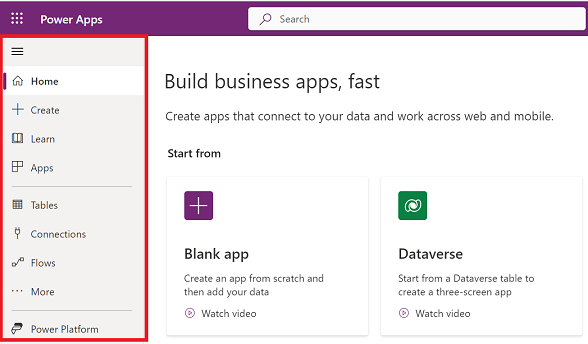 Power Apps
Search
Home
Create
Learn
Apps
Tables
Connections
Flows
More
Power Platform
Build business apps, fast
Create apps that connect to your data and work across web and mobile.
Start from
Blank app
Create an app from scratch and
then add your data
Watch video
Dataverse
Start from a Dataverse table to
create a three-screen app
Watch video